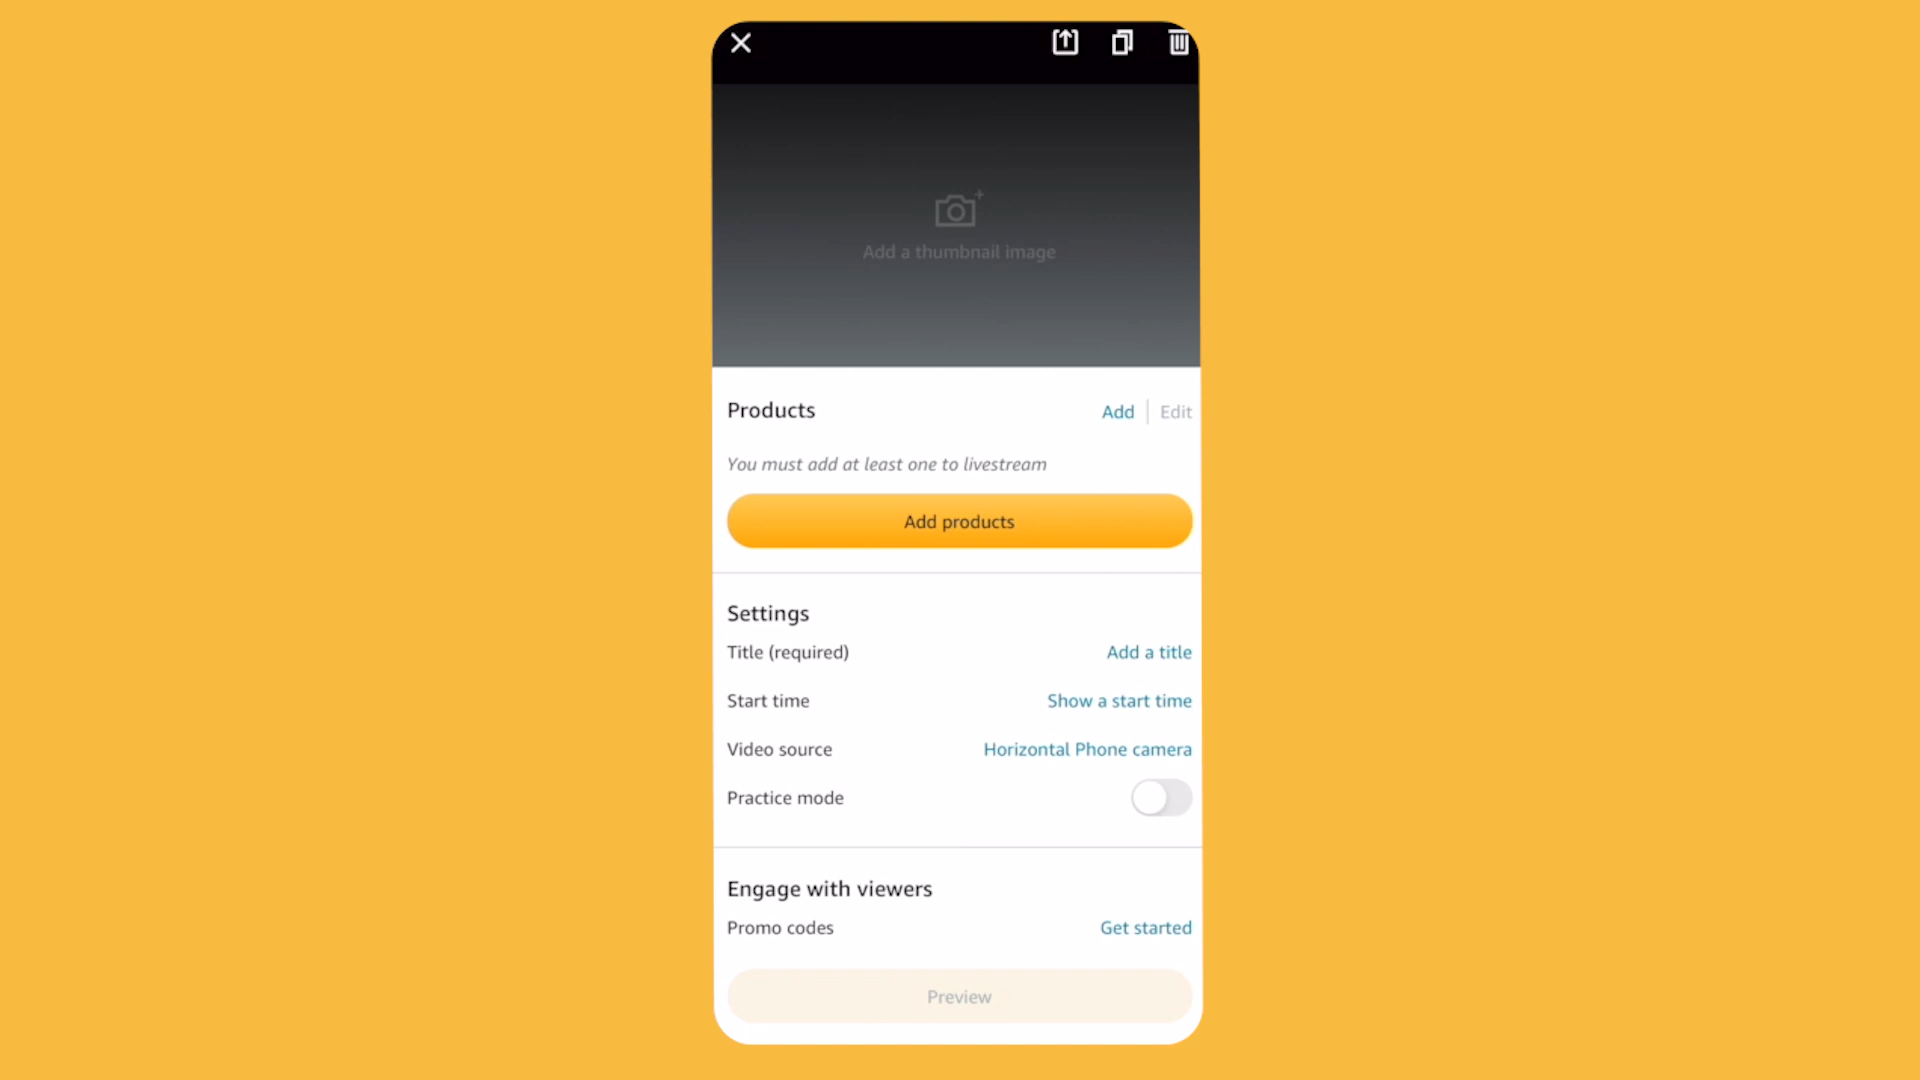 Add a thumbnail image
Products
Add | Edit
You must add at least one to livestream
Add products
Settings
Title (required) Add a title
Start time Show a start time
Video source Horizontal Phone camera
Practice mode
Engage with viewers
Promo codes Get started
Preview